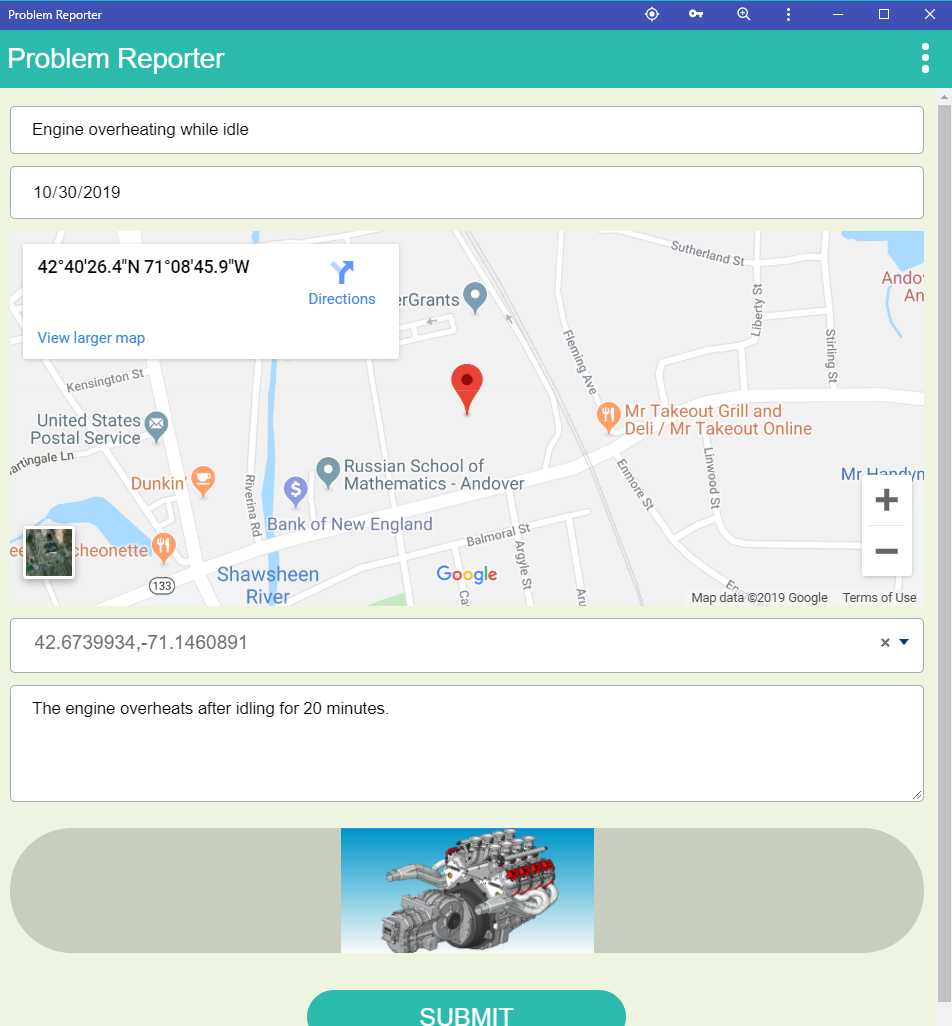 Problem Reporter
Problem Reporter
Engine overheating while idle
10/30/2019
42°40'26.4"N 71°08'45.9"W
Directions
View larger map
erGrants
Sutherland St
Liberty St
Stirling St
Fleming Ave
Kensington St
United States
Postal Service
artingale Ln
Dunkin'
Riverina Rd
Russian School of
Mathematics - Andover
Mr Takeout Grill and
Deli / Mr Takeout Online
Enmore St
Linwood St
Mr Handyn
Bank of New England
Balmoral St
Argyle St
cheonette
133
Shawsheen
River
Google
Map data ©2019 Google
Terms of Use
42.6739934,-71.1460891
The engine overheats after idling for 20 minutes.
SUBMIT